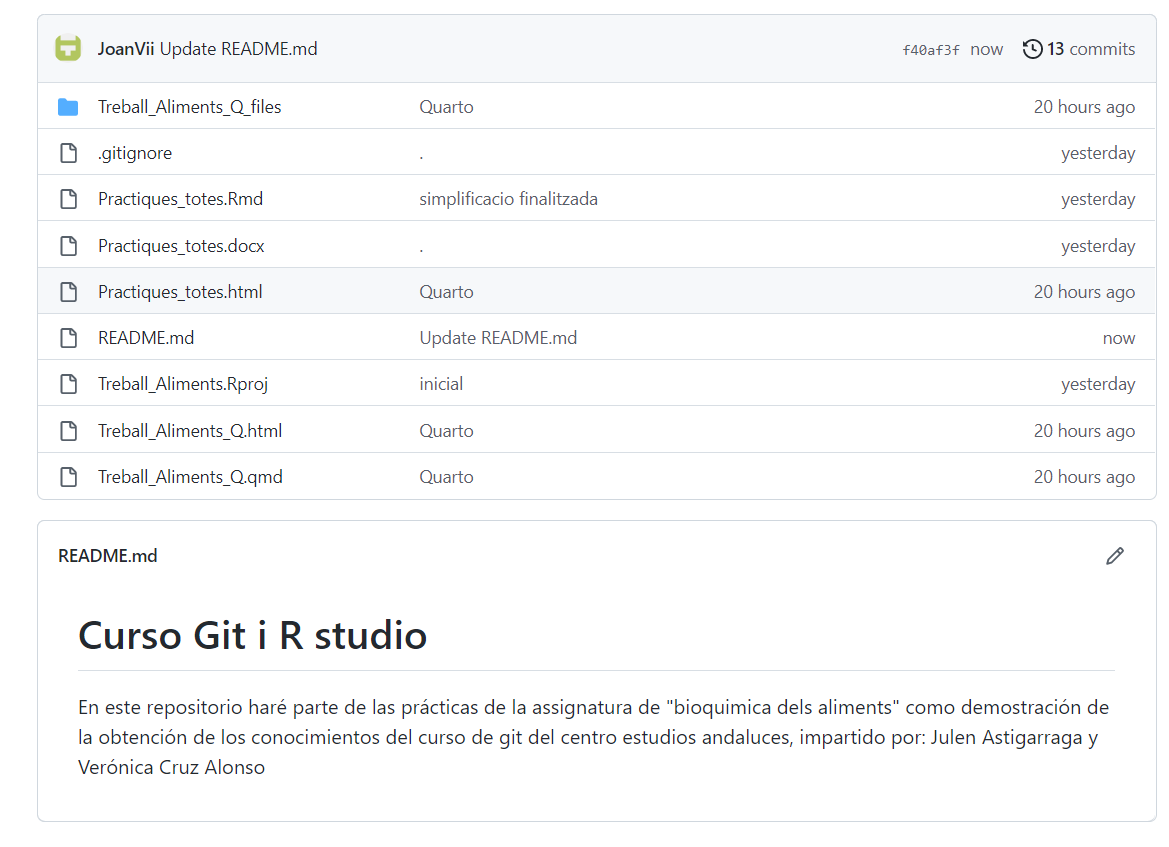 JoanVii Update README.md f40af3f now 13 commits
Treball_Aliments_Q_files Quarto 20 hours ago
.gitignore . yesterday
Practiques_totes.Rmd simplificacio finalitzada yesterday
Practiques_totes.docx . yesterday
Practiques_totes.html Quarto 20 hours ago
README.md Update README.md now
Treball_Aliments.Rproj inicial yesterday
Treball_Aliments_Q.html Quarto 20 hours ago
Treball_Aliments_Q.qmd Quarto 20 hours ago
README.md
Curso Git i R studio
En este repositorio haré parte de las prácticas de la assignatura de "bioquimica dels aliments" como demostración de
la obtención de los conocimientos del curso de git del centro estudios andaluces, impartido por: Julen Astigarraga y
Verónica Cruz Alonso